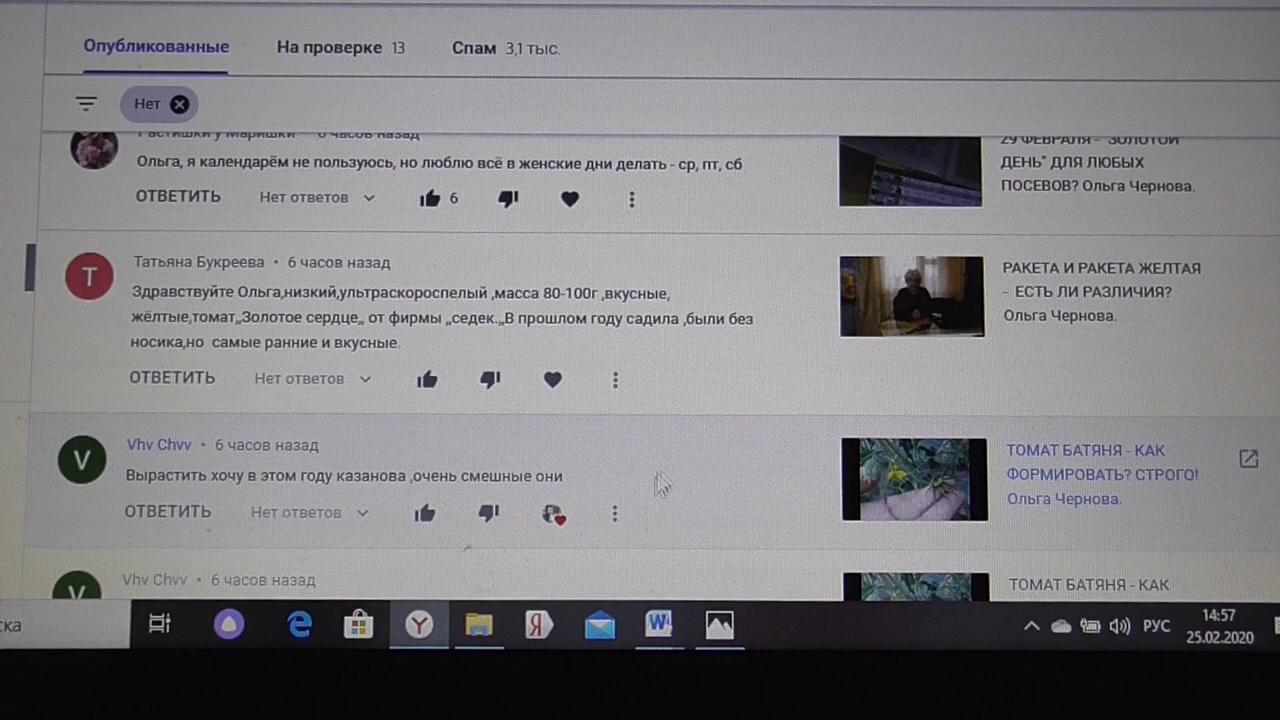 Опубликованные На проверке 13 Спам 3,1 тыс.
Нет
Растишки у Маришки 6 часов назад
Ольга, я календарём не пользуюсь, но люблю всё в женские дни делать - ср, пт, сб
ОТВЕТИТЬ Нет ответов 6
29 ФЕВРАЛЯ - "ЗОЛОТОЙ
ДЕНЬ" ДЛЯ ЛЮБЫХ
ПОСЕВОВ? Ольга Чернова.
Т
Татьяна Букреева • 6 часов назад
Здравствуйте Ольга,низкий,ультраскороспелый ,масса 80-100г ,вкусные,
жёлтые,томат,,Золотое сердце,, от фирмы ,,седек.,,В прошлом году садила ,были без
носика,но самые ранние и вкусные.
ОТВЕТИТЬ Нет ответов
РАКЕТА И РАКЕТА ЖЕЛТАЯ
- ЕСТЬ ЛИ РАЗЛИЧИЯ?
Ольга Чернова.
V
Vhv Chvv • 6 часов назад
Вырастить хочу в этом году казанова ,очень смешные они
ОТВЕТИТЬ Нет ответов
ТОМАТ БАТЯНЯ - КАК
ФОРМИРОВАТЬ? СТРОГО!
Ольга Чернова.
V
Vhv Chvv • 6 часов назад
ТОМАТ БАТЯНЯ - КАК
ска
РУС
14:57
25.02.2020